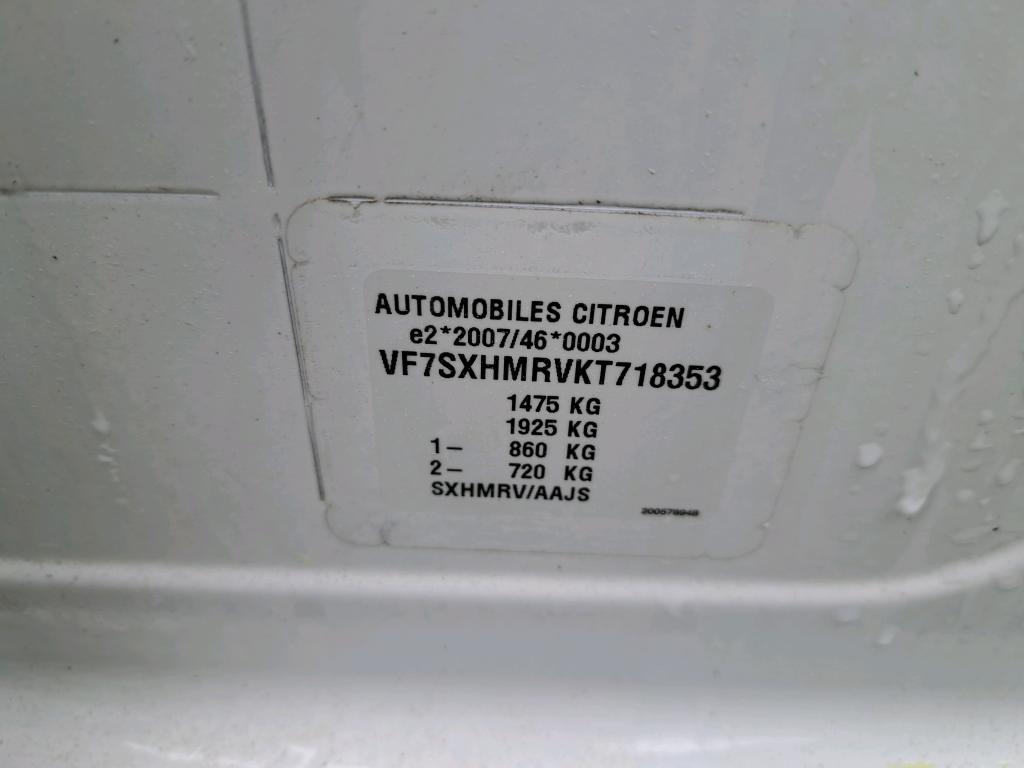 AUTOMOBILES CITROEN
e2*2007/46*0003
VF7SXHMRVKT718353
1475 KG
1925 KG
1- 860 KG
2- 720 KG
SXHMRV/AAJS